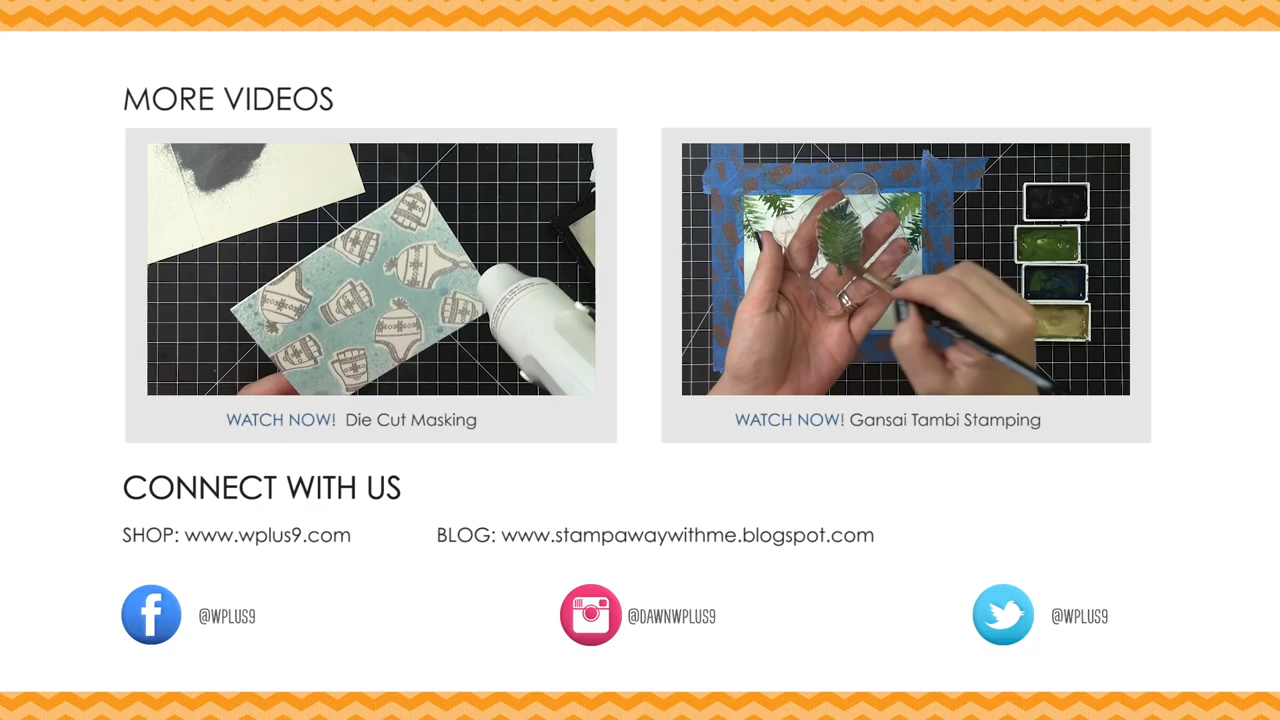 MORE VIDEOS
WATCH NOW! Die Cut Masking
WATCH NOW! Gansai Tambi Stamping
CONNECT WITH US
SHOP: www.wplus9.com
BLOG: www.stampawaywithme.blogspot.com
@WPLUS9
@DAWNWPLUS9
@WPLUS9